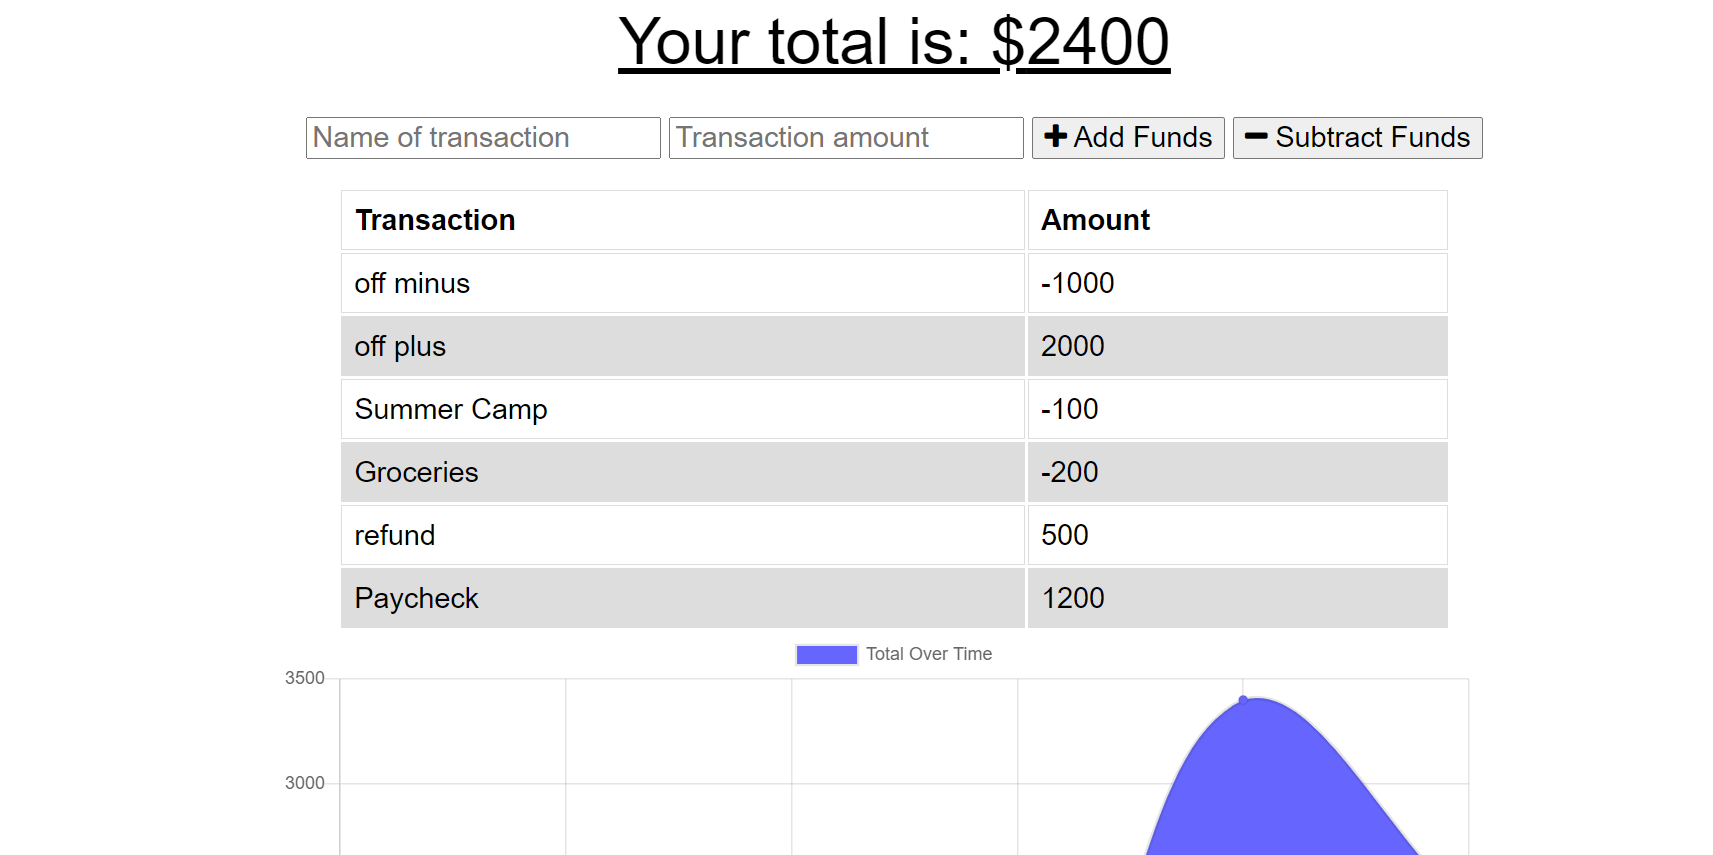 Your total is: $2400
Name of transaction Transaction amount Add Funds Subtract Funds
Transaction Amount
off minus -1000
off plus 2000
Summer Camp -100
Groceries -200
refund 500
Paycheck 1200
Total Over Time
3500
3000